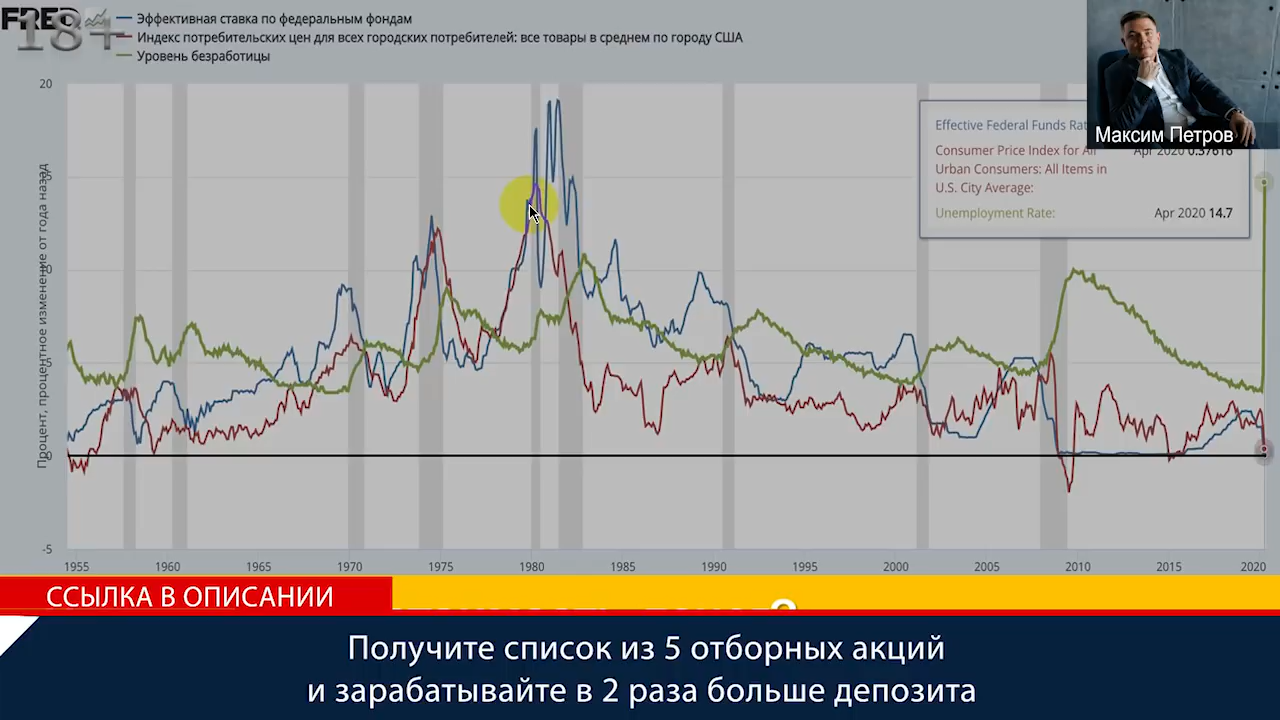 FRED
18+
Эффективная ставка по федеральным фондам
Индекс потребительских цен для всех городских потребителей: все товары в среднем по городу США
Уровень безработицы
Максим Петров
Effective Federal Funds
Consumer Price Index for All
Apr 2020 0.37616
Urban Consumers: All Items in
U.S. City Average:
Unemployment Rate:
Apr 2020 14.7
Процент, процентное изменение от года назад
20
5
0
5
0
-5
1955 1960 1965 1970 1975 1980 1985 1990 1995 2000 2005 2010 2015 2020
ССЫЛКА В ОПИСАНИИ
Получите список из 5 отборных акций
и зарабатывайте в 2 раза больше депозита